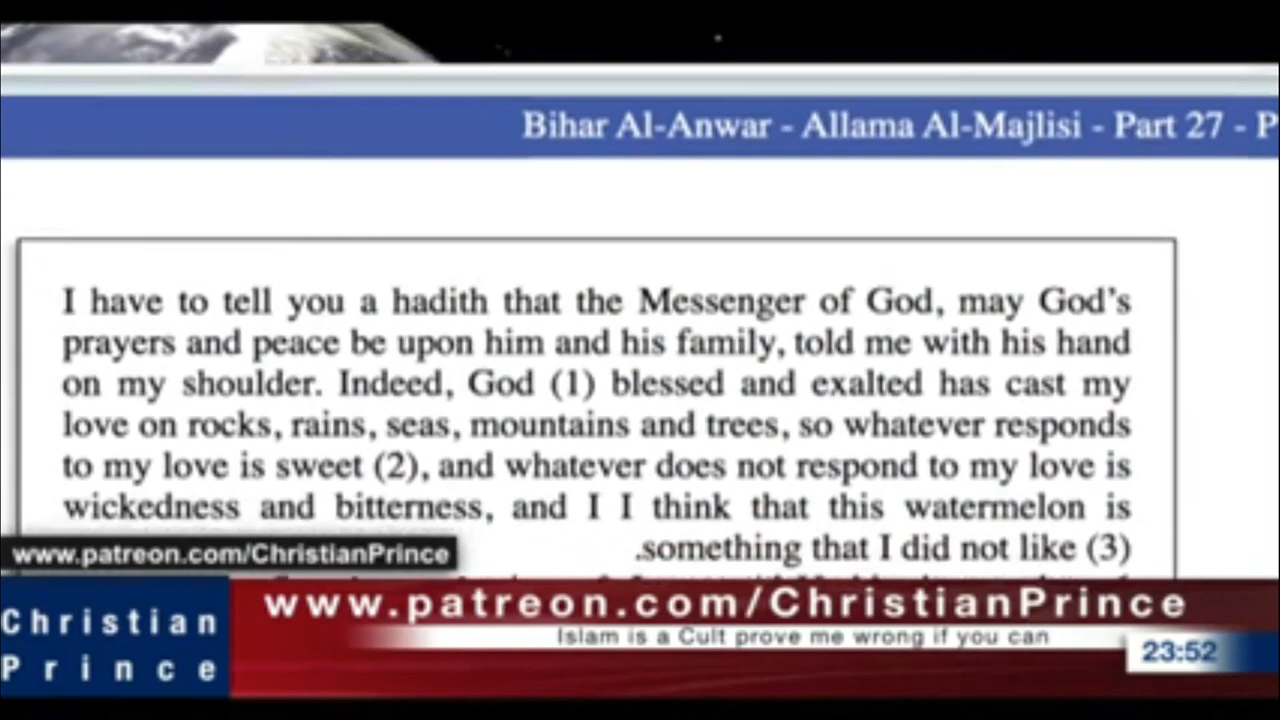 Bihar Al-Anwar - Allama Al-Majlisi - Part 27 - P
I have to tell you a hadith that the Messenger of God, may God's
prayers and peace be upon him and his family, told me with his hand
on my shoulder. Indeed, God (1) blessed and exalted has cast my
love on rocks, rains, seas, mountains and trees, so whatever responds
to my love is sweet (2), and whatever does not respond to my love is
wickedness and bitterness, and I I think that this watermelon is
.something that I did not like (3)
www.patreon.com/ChristianPrince
www.patreon.com/ChristianPrince
Islam is a Cult prove me wrong if you can
Christian
Prince
23:52